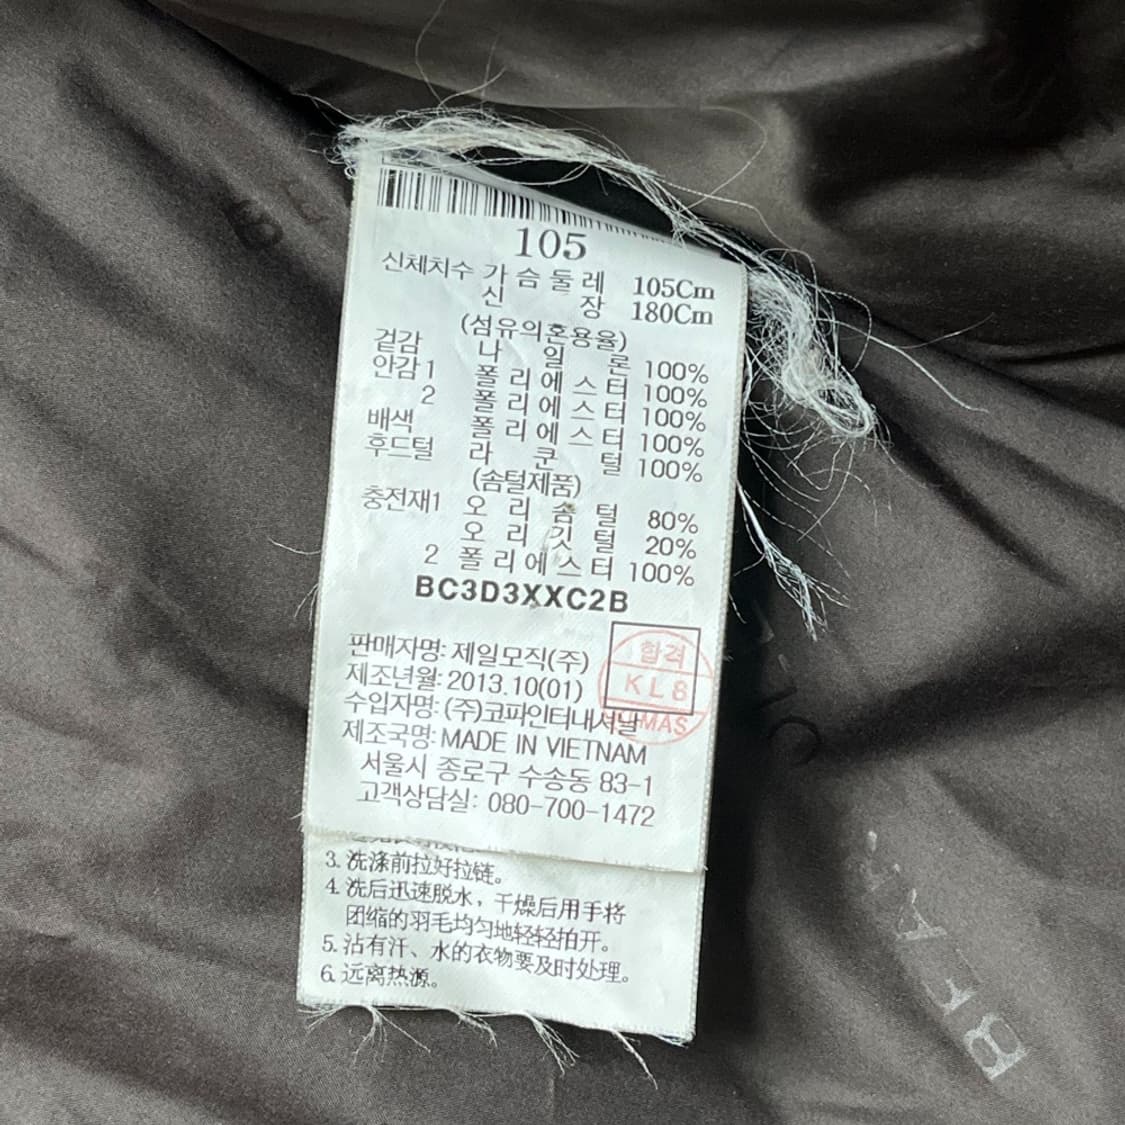 105
신체치수 가슴둘레 105Cm
신장 180Cm
(섬유의혼용율)
겉감 나일론 100%
안감1 폴리에스터 100%
2 폴리에스터 100%
배색 폴리에스터 100%
후드털 라쿤털 100%
(솜털제품)
충전재1 오리솜털 80%
오리깃털 20%
2 폴리에스터 100%
BC3D3XXC2B
판매자명: 제일모직(주)
제조년월: 2013.10(01)
수입자명: (주)코파인터내셔날
제조국명: MADE IN VIETNAM
서울시 종로구 수송동 83-1
고객상담실: 080-700-1472
합격
KL8
3. 洗涤前拉好拉链。
4. 洗后迅速脱水，干燥后用手将
团缩的羽毛均匀地轻轻拍开。
5. 沾有汗、水的衣物要及时处理。
6. 远离热源。